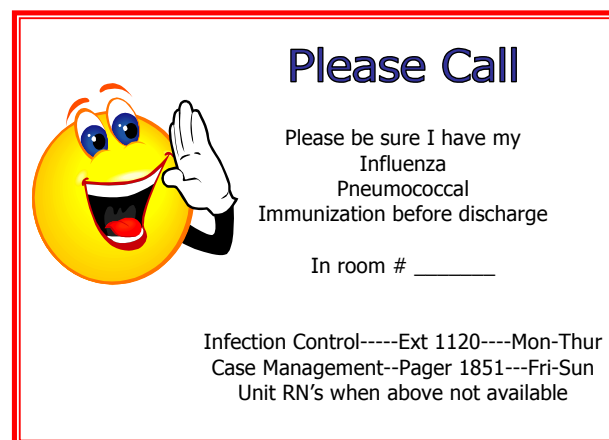 Please Call
Please be sure I have my
Influenza
Pneumococcal
Immunization before discharge
In room # _______
Infection Control-----Ext 1120----Mon-Thur
Case Management--Pager 1851---Fri-Sun
Unit RN’s when above not available